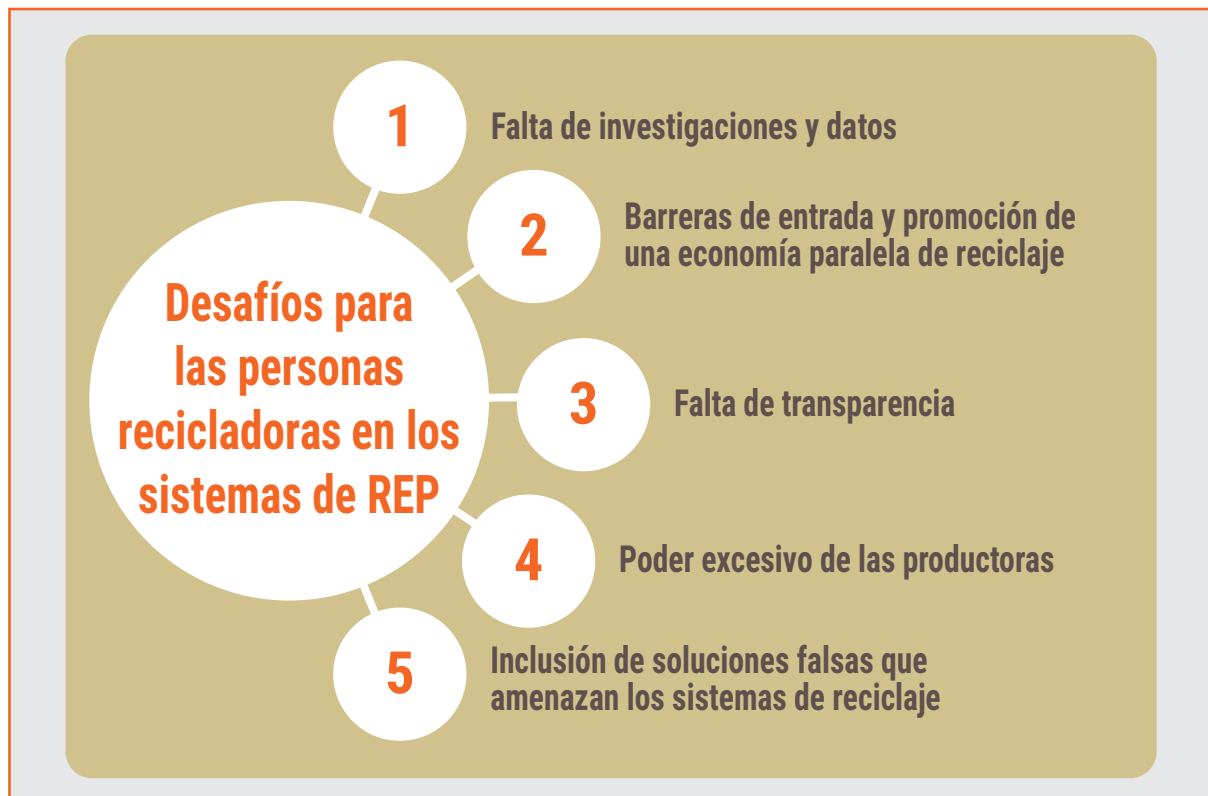 Desafíos para
las personas
recicladoras en los
sistemas de REP
1
Falta de investigaciones y datos
2
Barreras de entrada y promoción de
una economía paralela de reciclaje
3
Falta de transparencia
4
Poder excesivo de las productoras
5
Inclusión de soluciones falsas que
amenazan los sistemas de reciclaje